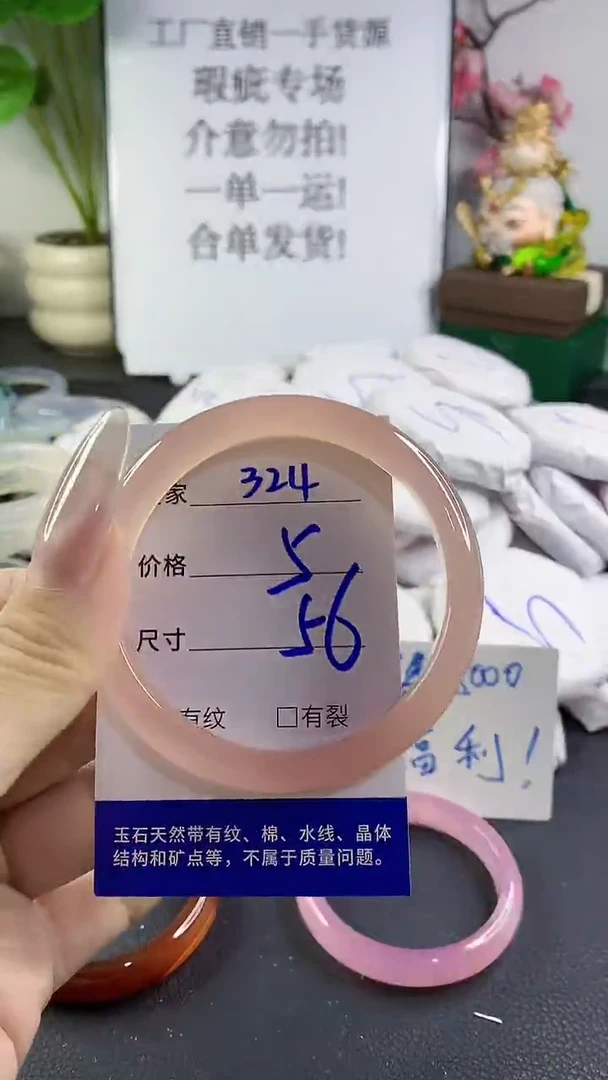 工厂直销一手货源
瑕疵专场
介意勿拍!
一单一运!
合单发货!
家 324
价格 5
尺寸 56
有纹 □有裂
000
福利!
玉石天然带有纹、棉、水线、晶体
结构和矿点等，不属于质量问题。